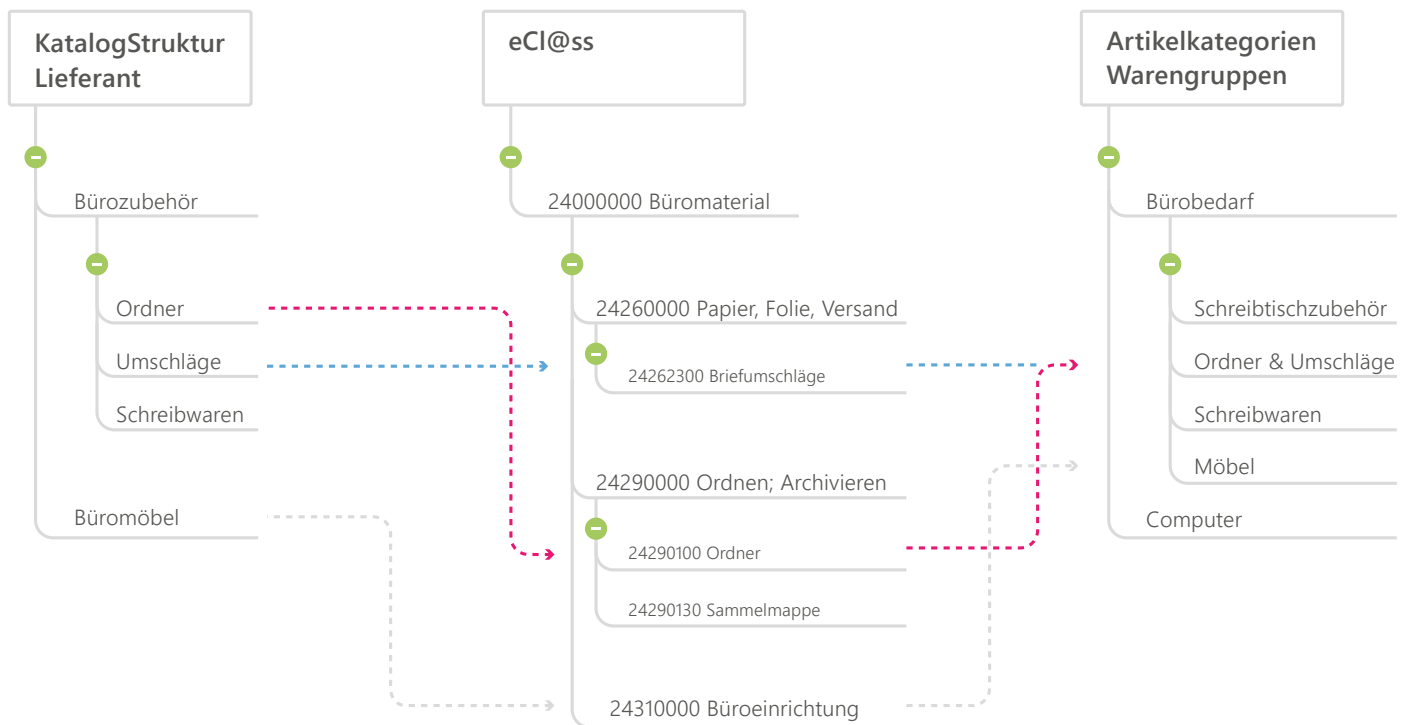 KatalogStruktur
Lieferant
Bürozubehör
Ordner
Umschläge
Schreibwaren
Büromöbel
eCl@ss
24000000 Büromaterial
24260000 Papier, Folie, Versand
24262300 Briefumschläge
24290000 Ordnen; Archivieren
24290100 Ordner
24290130 Sammelmappe
24310000 Büroeinrichtung
Artikelkategorien
Warengruppen
Bürobedarf
Schreibtischzubehör
Ordner & Umschläge
Schreibwaren
Möbel
Computer